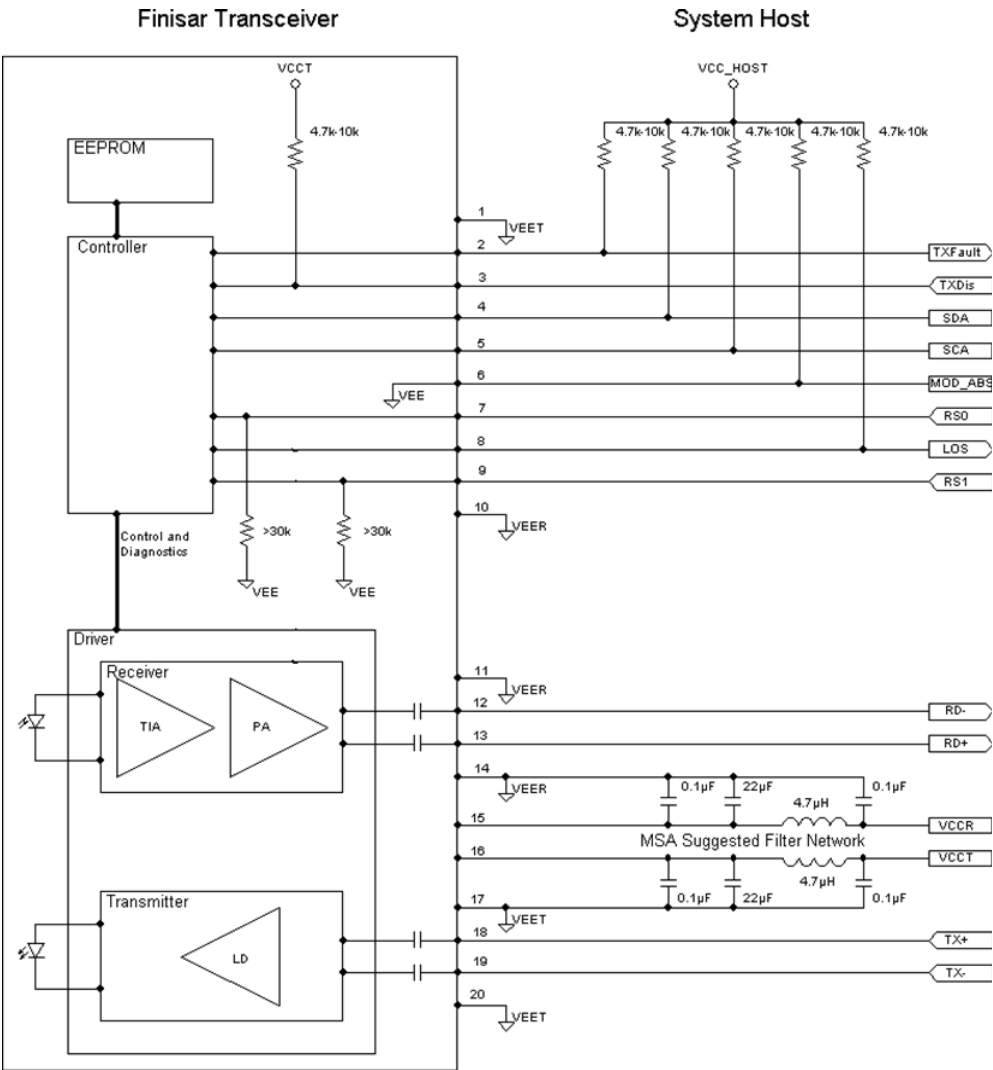 Finisar Transceiver
System Host
VCCT
VCC_HOST
4.7k-10k
4.7k-10k 4.7k-10k 4.7k-10k 4.7k-10k 4.7k-10k
EEPROM
Controller
1
VEET
2
TXFault
3
TXDis
4
SDA
5
SCA
6
VEE
MOD_ABS
7
RS0
8
LOS
9
RS1
10
VEER
>30k
>30k
Control and
Diagnostics
VEE
VEE
Driver
Receiver
TIA
PA
11
VEER
12
RD-
13
RD+
14
VEER
0.1µF
22µF
4.7µH
0.1µF
15
VCCR
MSA Suggested Filter Network
16
VCCT
4.7µH
0.1µF
22µF
0.1µF
17
VEET
Transmitter
LD
18
TX+
19
TX-
20
VEET